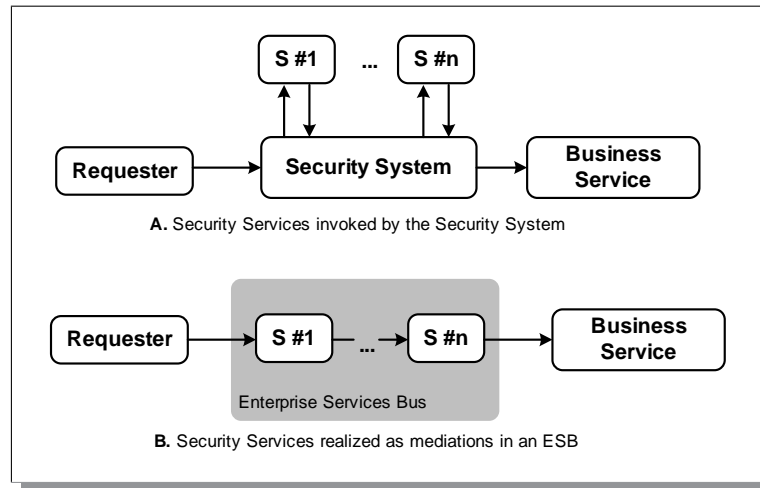 S #1 ... S #n
Requester
Security System
Business
Service
A. Security Services invoked by the Security System
Requester
S #1 ... S #n
Business
Service
Enterprise Services Bus
B. Security Services realized as mediations in an ESB